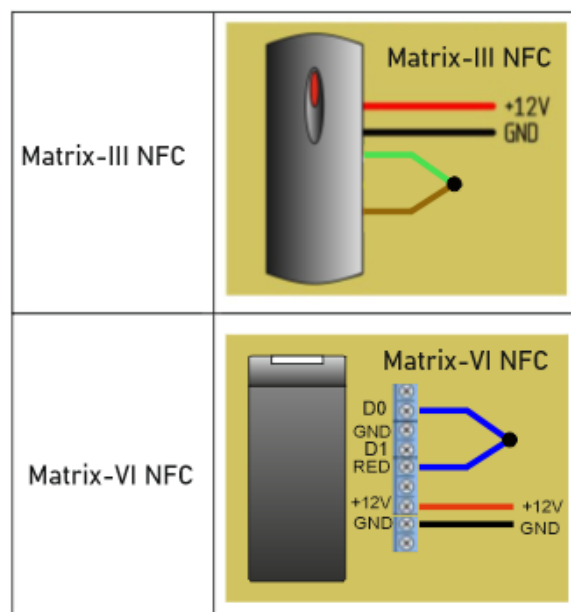 Matrix-III NFC
Matrix-III NFC
+12V
GND
Matrix-VI NFC
Matrix-VI NFC
D0
GND
D1
RED
+12V
GND
+12V
GND